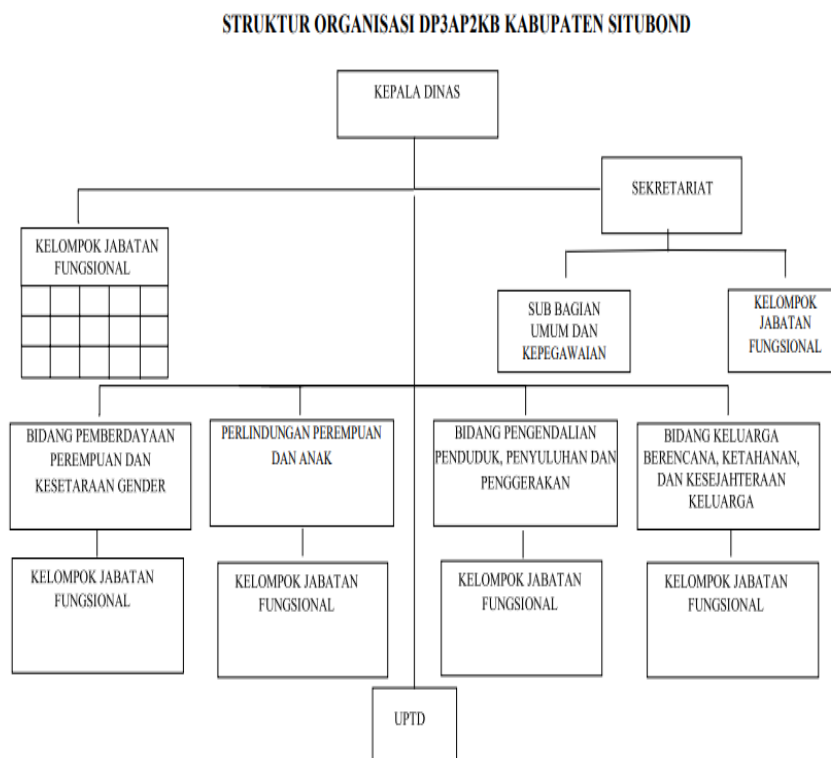 STRUKTUR ORGANISASI DP3AP2KB KABUPATEN SITUBOND
KEPALA DINAS
SEKRETARIAT
KELOMPOK JABATAN
FUNGSIONAL
SUB BAGIAN
UMUM DAN
KEPEGAWAIAN
KELOMPOK
JABATAN
FUNGSIONAL
BIDANG PEMBERDAYAAN
PEREMPUAN DAN
KESETARAAN GENDER
PERLINDUNGAN PEREMPUAN
DAN ANAK
BIDANG PENGENDALIAN
PENDUDUK, PENYULUHAN DAN
PENGGERAKAN
BIDANG KELUARGA
BERENCANA, KETAHANAN,
DAN KESEJAHTERAAN
KELUARGA
KELOMPOK JABATAN
FUNGSIONAL
KELOMPOK JABATAN
FUNGSIONAL
KELOMPOK JABATAN
FUNGSIONAL
KELOMPOK JABATAN
FUNGSIONAL
UPTD